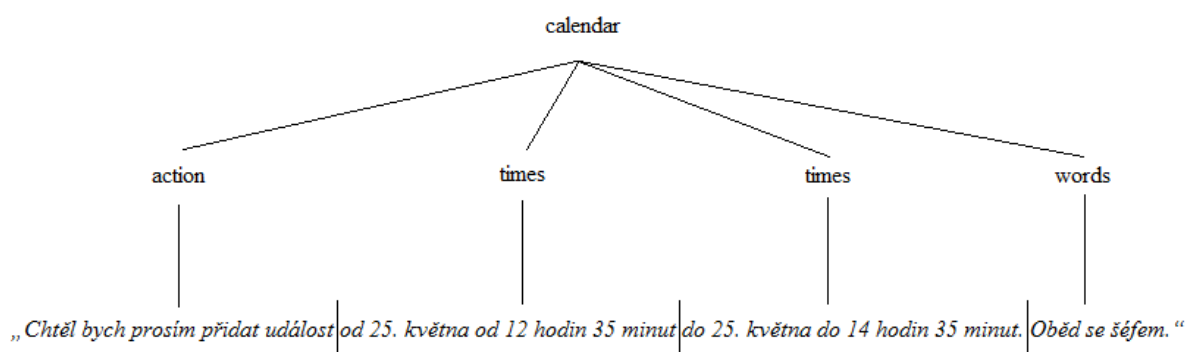 calendar
action times times words
„Chtěl bych prosím přidat událost od 25. května od 12 hodin 35 minut do 25. května do 14 hodin 35 minut. Oběd se šéfem.“